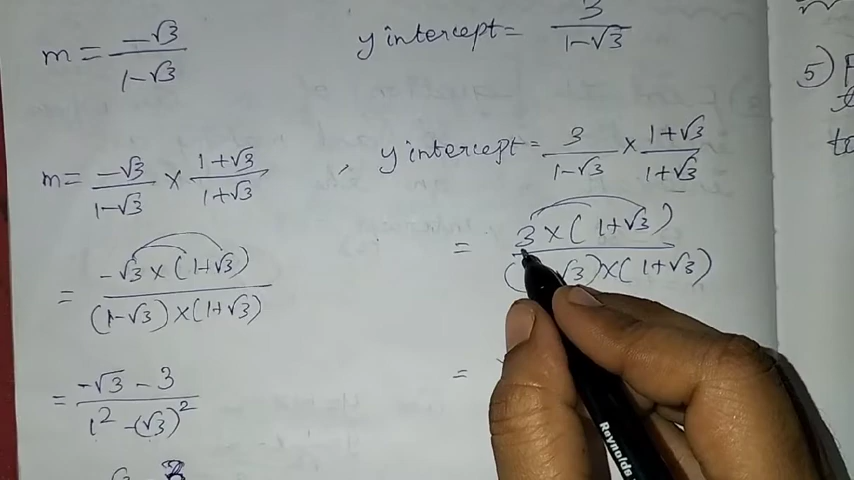 m = -√3 / 1-√3
y intercept = 3 / 1-√3
m = -√3 / 1-√3 × 1+√3 / 1+√3 ,
y intercept = 3 / 1-√3 × 1+√3 / 1+√3
= -√3 × (1+√3) / (1-√3) × (1+√3)
= 3 × (1+√3) / ( √3) × (1+√3)
= -√3 - 3 / 1² - (√3)²
=
5)
Reynolds